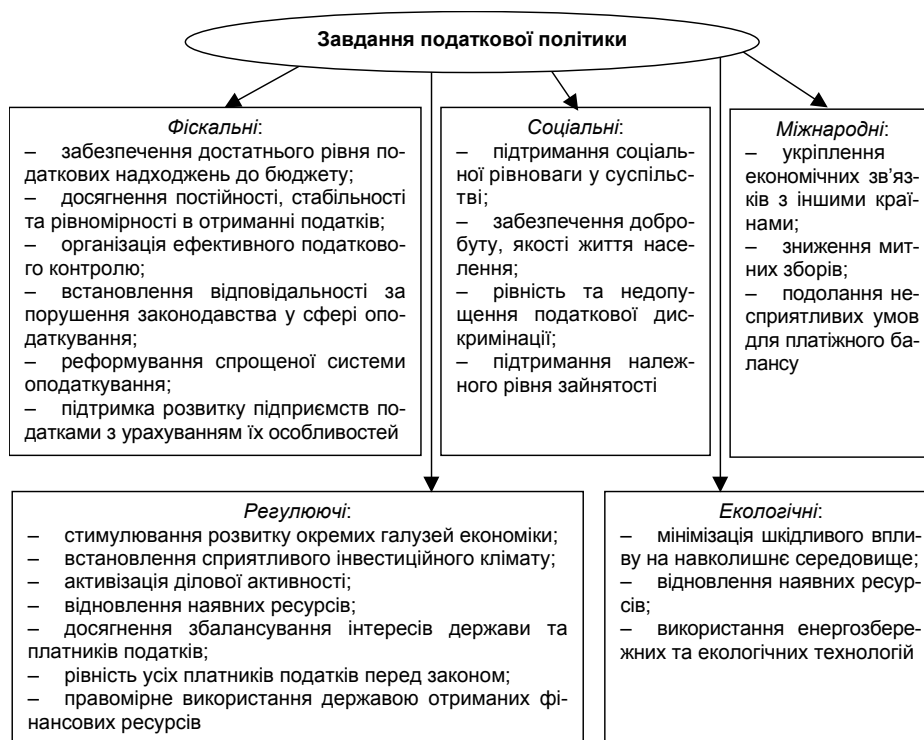 Завдання податкової політики
Фіскальні:
– забезпечення достатнього рівня по-
даткових надходжень до бюджету;
– досягнення постійності, стабільності
та рівномірності в отриманні податків;
– організація ефективного податково-
го контролю;
– встановлення відповідальності за
порушення законодавства у сфері опо-
даткування;
– реформування спрощеної системи
оподаткування;
– підтримка розвитку підприємств по-
датками з урахуванням їх особливостей
Соціальні:
– підтримання соціаль-
ної рівноваги у суспільс-
тві;
– забезпечення добро-
буту, якості життя насе-
лення;
– рівність та недопу-
щення податкової дис-
кримінації;
– підтримання належ-
ного рівня зайнятості
Міжнародні:
– укріплення
економічних зв'яз-
ків з іншими краї-
нами;
– зниження мит-
них зборів;
– подолання не-
сприятливих умов
для платіжного ба-
лансу
Регулюючі:
– стимулювання розвитку окремих галузей економіки;
– встановлення сприятливого інвестиційного клімату;
– активізація ділової активності;
– відновлення наявних ресурсів;
– досягнення збалансування інтересів держави та
платників податків;
– рівність усіх платників податків перед законом;
– правомірне використання державою отриманих фі-
нансових ресурсів
Екологічні:
– мінімізація шкідливого впли-
ву на навколишнє середовище;
– відновлення наявних ресур-
сів;
– використання енергозбере-
жних та екологічних технологій